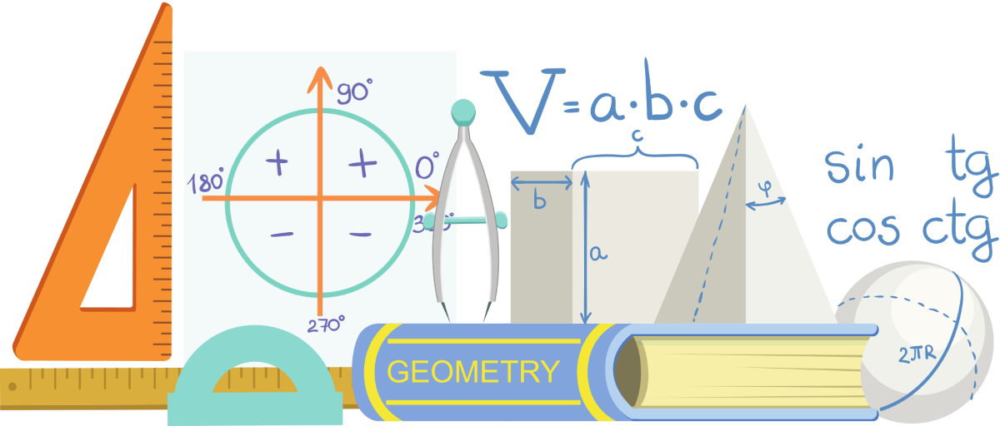 90°
+ +
180°
0°
− −
270°
V=a·b·c
c
b
a
φ
sin tg
cos ctg
2πR
GEOMETRY